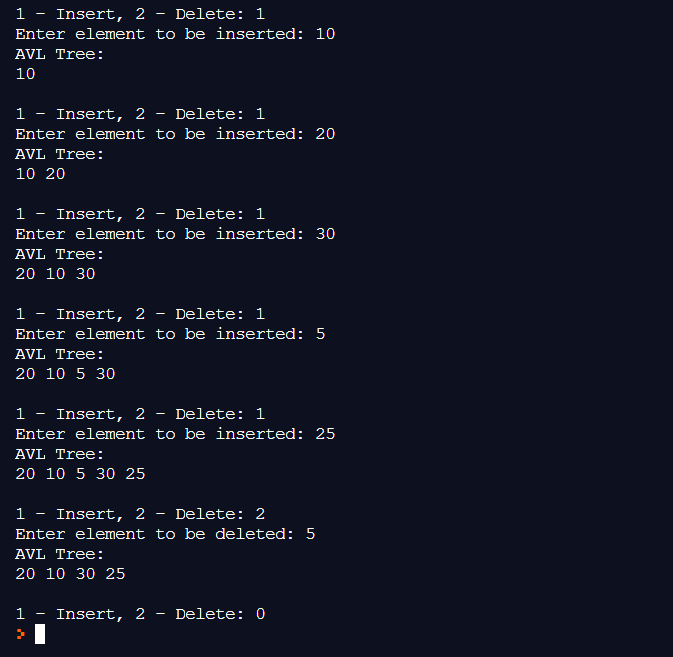 1 - Insert, 2 - Delete: 1
Enter element to be inserted: 10
AVL Tree:
10
1 - Insert, 2 - Delete: 1
Enter element to be inserted: 20
AVL Tree:
10 20
1 - Insert, 2 - Delete: 1
Enter element to be inserted: 30
AVL Tree:
20 10 30
1 - Insert, 2 - Delete: 1
Enter element to be inserted: 5
AVL Tree:
20 10 5 30
1 - Insert, 2 - Delete: 1
Enter element to be inserted: 25
AVL Tree:
20 10 5 30 25
1 - Insert, 2 - Delete: 2
Enter element to be deleted: 5
AVL Tree:
20 10 30 25
1 - Insert, 2 - Delete: 0
>